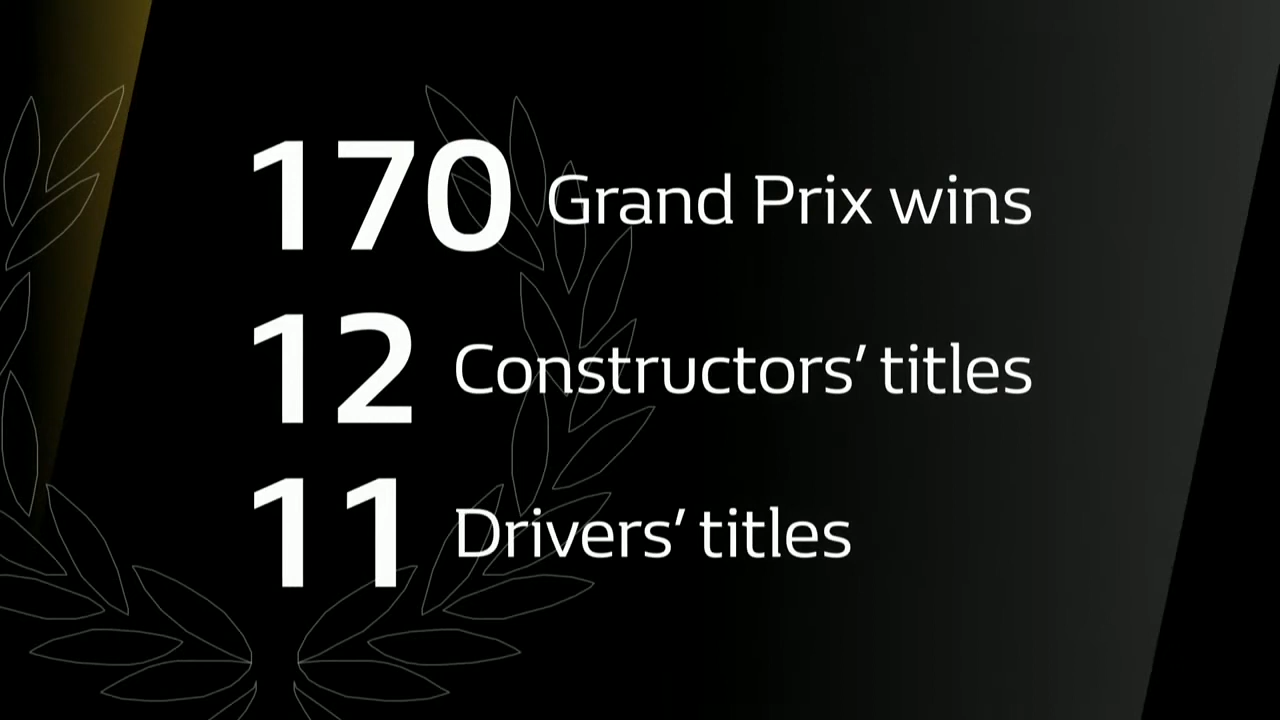 170 Grand Prix wins
12 Constructors’ titles
11 Drivers’ titles